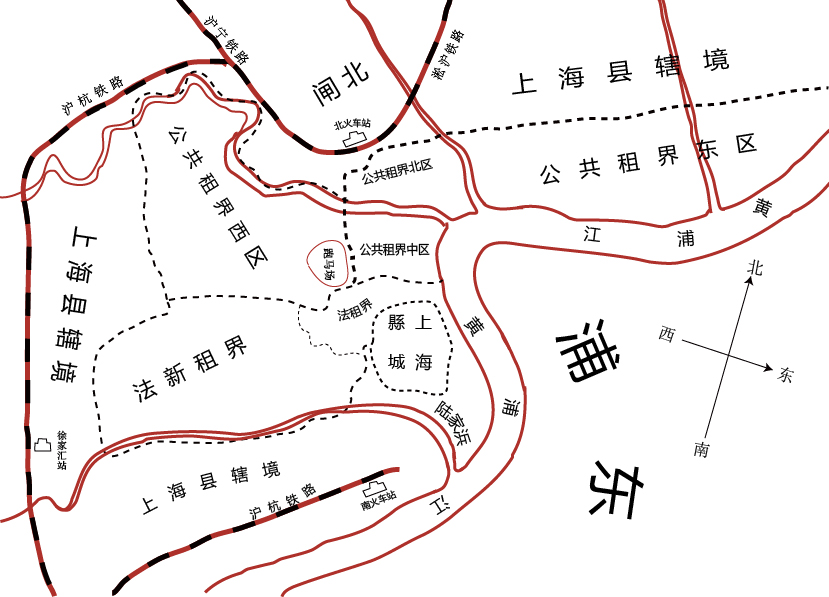 沪宁铁路
淞沪铁路
闸北
上海县辖境
沪杭铁路
北火车站
公共租界西区
公共租界北区
公共租界东区
黄
浦
江
上海县辖境
跑马场
公共租界中区
北
西
东
南
法租界
上海
縣城
黄
浦
江
浦东
法新租界
陆家浜
徐家汇站
上海县辖境
沪杭铁路
南火车站